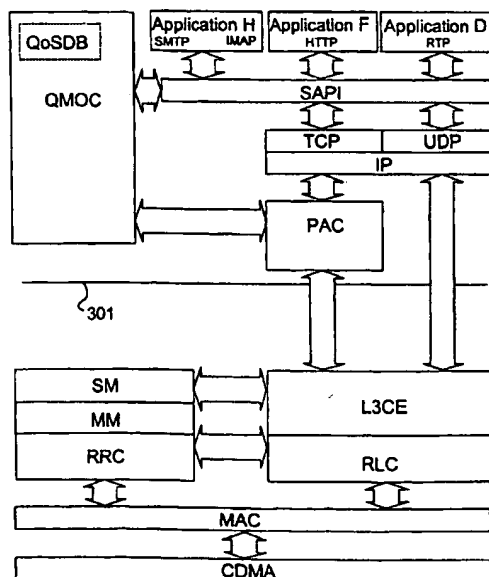 QoSDB
QMOC
Application H
SMTP IMAP
Application F
HTTP
Application D
RTP
SAPI
TCP
UDP
IP
PAC
301
SM
MM
RRC
L3CE
RLC
MAC
CDMA